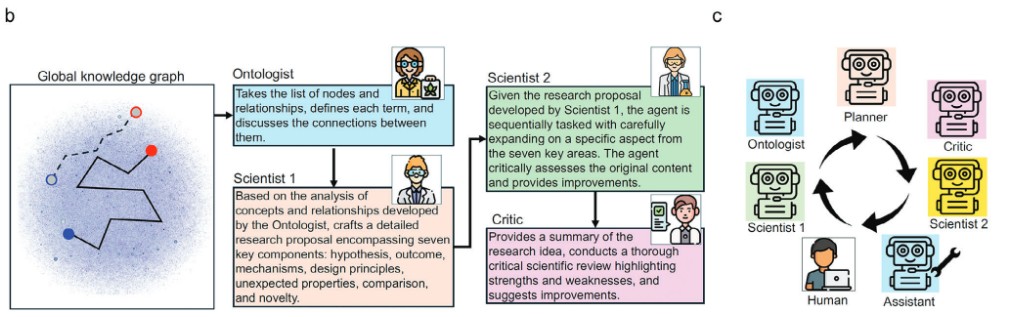 b
Global knowledge graph
Ontologist
Takes the list of nodes and
relationships, defines each term, and
discusses the connections between
them.
Scientist 1
Based on the analysis of
concepts and relationships developed
by the Ontologist, crafts a detailed
research proposal encompassing seven
key components: hypothesis, outcome,
mechanisms, design principles,
unexpected properties, comparison,
and novelty.
Scientist 2
Given the research proposal
developed by Scientist 1, the agent is
sequentially tasked with carefully
expanding on a specific aspect from
the seven key areas. The agent
critically assesses the original content
and provides improvements.
Critic
Provides a summary of the
research idea, conducts a thorough
critical scientific review highlighting
strengths and weaknesses, and
suggests improvements.
c
Planner
Ontologist
Critic
Scientist 1
Scientist 2
Human
Assistant